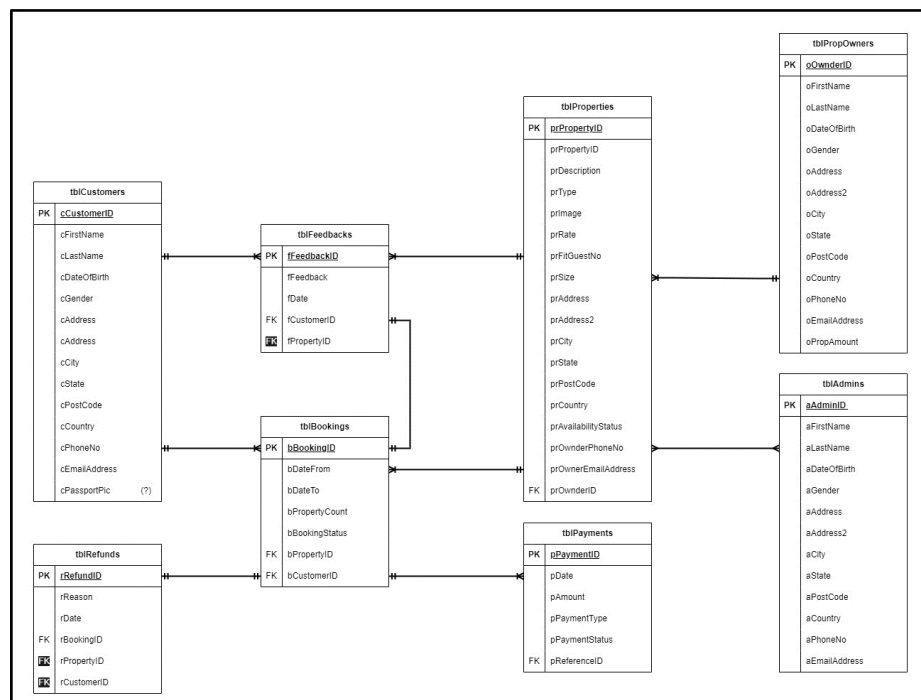 tblPropOwners
PK oOwnderID
oFirstName
oLastName
oDateOfBirth
oGender
oAddress
oAddress2
oCity
oState
oPostCode
oCountry
oPhoneNo
oEmailAddress
oPropAmount
tblProperties
PK prPropertyID
prPropertyID
prDescription
prType
prImage
prRate
prFitGuestNo
prSize
prAddress
prAddress2
prCity
prState
prPostCode
prCountry
prAvailabilityStatus
prOwnderPhoneNo
prOwnerEmailAddress
FK prOwnderID
tblCustomers
PK cCustomerID
cFirstName
cLastName
cDateOfBirth
cGender
cAddress
cAddress
cCity
cState
cPostCode
cCountry
cPhoneNo
cEmailAddress
cPassportPic (?)
tblFeedbacks
PK fFeedbackID
fFeedback
fDate
FK fCustomerID
FK fPropertyID
tblAdmins
PK aAdminID
aFirstName
aLastName
aDateOfBirth
aGender
aAddress
aAddress2
aCity
aState
aPostCode
aCountry
aPhoneNo
aEmailAddress
tblBookings
PK bBookingID
bDateFrom
bDateTo
bPropertyCount
bBookingStatus
FK bPropertyID
FK bCustomerID
tblPayments
PK pPaymentID
pDate
pAmount
pPaymentType
pPaymentStatus
FK pReferenceID
tblRefunds
PK rRefundID
rReason
rDate
FK rBookingID
FK rPropertyID
FK rCustomerID